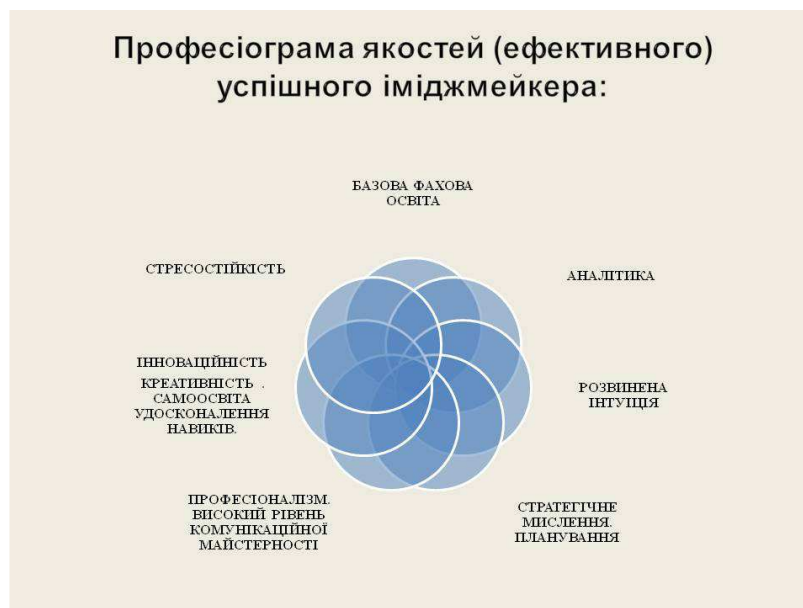 Професіограма якостей (ефективного)
успішного іміджмейкера:
БАЗОВА ФАХОВА
ОСВІТА
АНАЛІТИКА
РОЗВИНЕНА
ІНТУІЦІЯ
СТРАТЕГІЧНЕ
МИСЛЕННЯ.
ПЛАНУВАННЯ
ПРОФЕСІОНАЛІЗМ.
ВИСОКИЙ РІВЕНЬ
КОМУНІКАЦІЙНОЇ
МАЙСТЕРНОСТІ
ІННОВАЦІЙНІСТЬ
КРЕАТИВНІСТЬ .
САМООСВІТА
УДОСКОНАЛЕННЯ
НАВИКІВ.
СТРЕСОСТІЙКІСТЬ